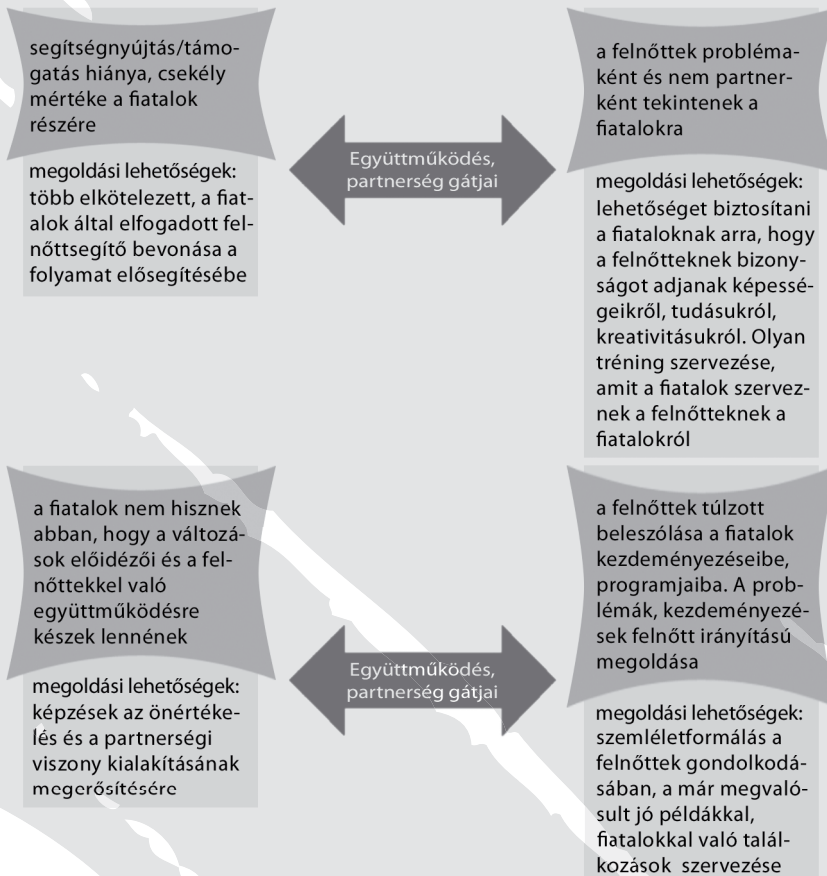 segítségnyújtás/támo-
gatás hiánya, csekély
mértéke a fiatalok
részére
megoldási lehetőségek:
több elkötelezett, a fiat-
alok által elfogadott fel-
nőttsegítő bevonása a
folyamat elősegítésébe
Együttműködés,
partnerség gátjai
a felnőttek probléma-
ként és nem partner-
ként tekintenek a
fiatalokra
megoldási lehetőségek:
lehetőséget biztosítani
a fiataloknak arra, hogy
a felnőtteknek bizony-
ságot adjanak képessé-
geikről, tudásukról,
kreativitásukról. Olyan
tréning szervezése,
amit a fiatalok szervez-
nek a felnőtteknek a
fiatalokról
a fiatalok nem hisznek
abban, hogy a változá-
sok előidézői és a fel-
nőttekkel való
együttműködésre
készek lennének
megoldási lehetőségek:
képzések az önértéke-
lés és a partnerségi
viszony kialakításának
megerősítésére
Együttműködés,
partnerség gátjai
a felnőttek túlzott
beleszólása a fiatalok
kezdeményezéseibe,
programjaiba. A prob-
lémák, kezdeményezé-
sek felnőtt irányítású
megoldása
megoldási lehetőségek:
szemléletformálás a
felnőttek gondolkodá-
sában, a már megvaló-
sult jó példákkal,
fiatalokkal való talál-
kozások szervezése